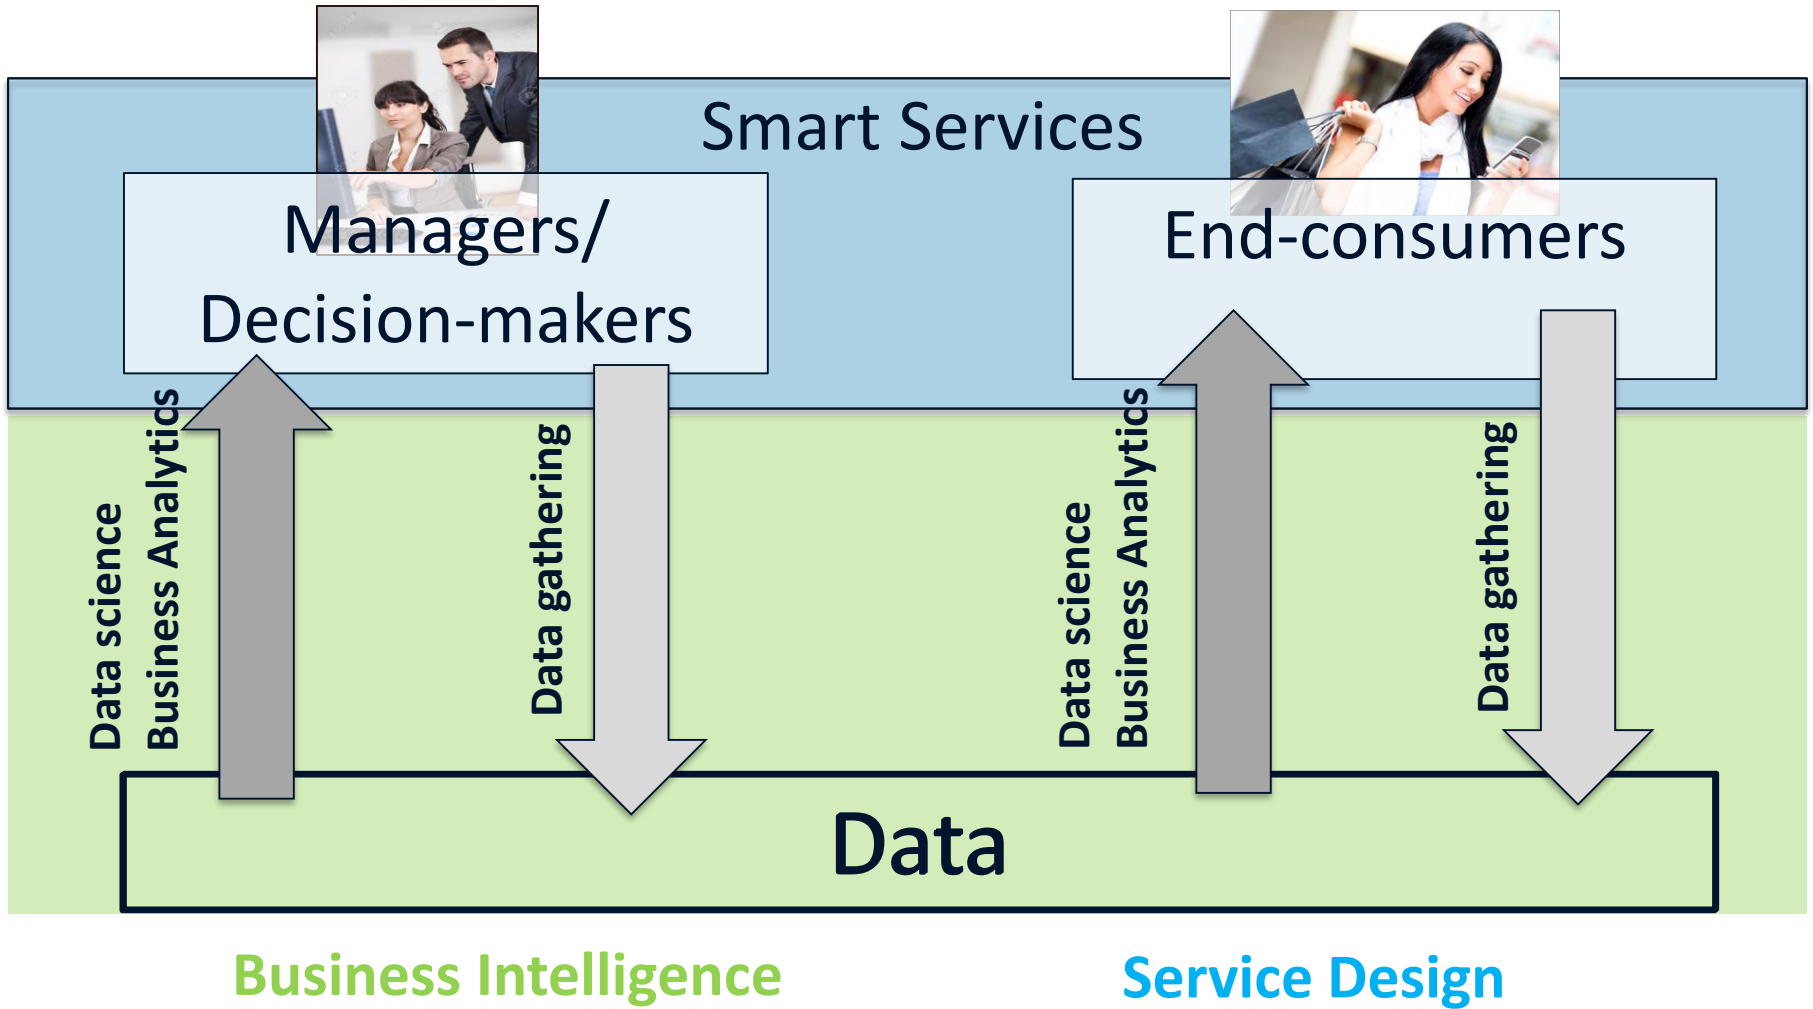 Smart Services
Managers/
Decision-makers
End-consumers
Data science
Business Analytics
Data gathering
Data science
Business Analytics
Data gathering
Data
Business Intelligence
Service Design